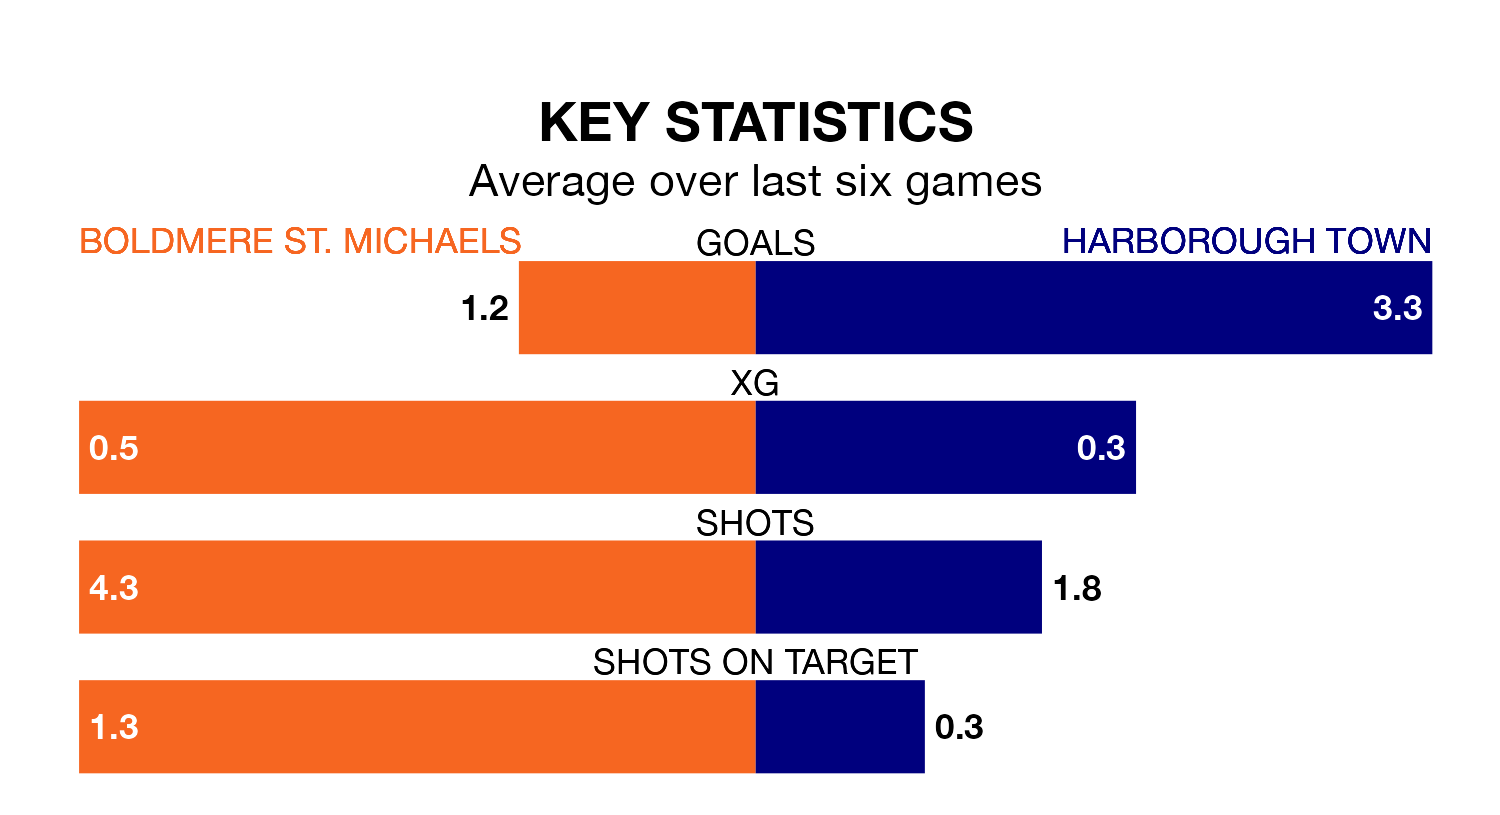 KEY STATISTICS
Average over last six games
BOLDMERE ST. MICHAELS GOALS HARBOROUGH TOWN
1.2 3.3
XG
0.5 0.3
SHOTS
4.3 1.8
SHOTS ON TARGET
1.3 0.3